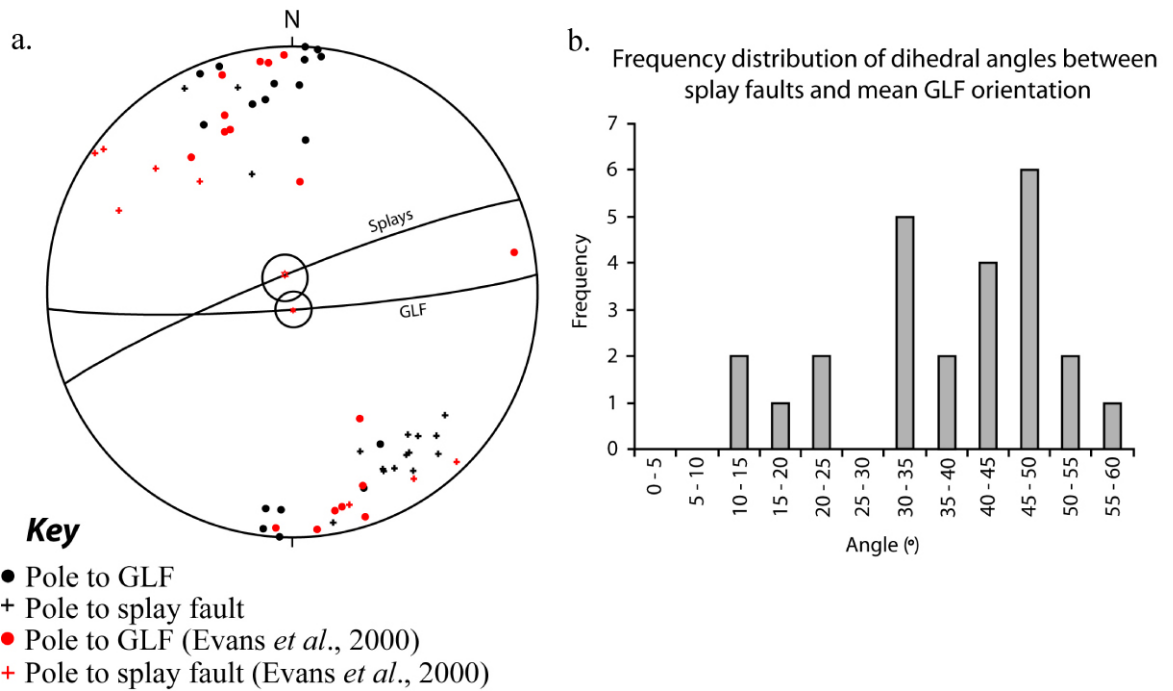 a.
N
Splays
GLF
Key
Pole to GLF
Pole to splay fault
Pole to GLF (Evans et al., 2000)
Pole to splay fault (Evans et al., 2000)
b.
Frequency distribution of dihedral angles between
splay faults and mean GLF orientation
Frequency
7
6
5
4
3
2
1
0
0 - 5
5 - 10
10 - 15
15 - 20
20 - 25
25 - 30
30 - 35
35 - 40
40 - 45
45 - 50
50 - 55
55 - 60
Angle (°)